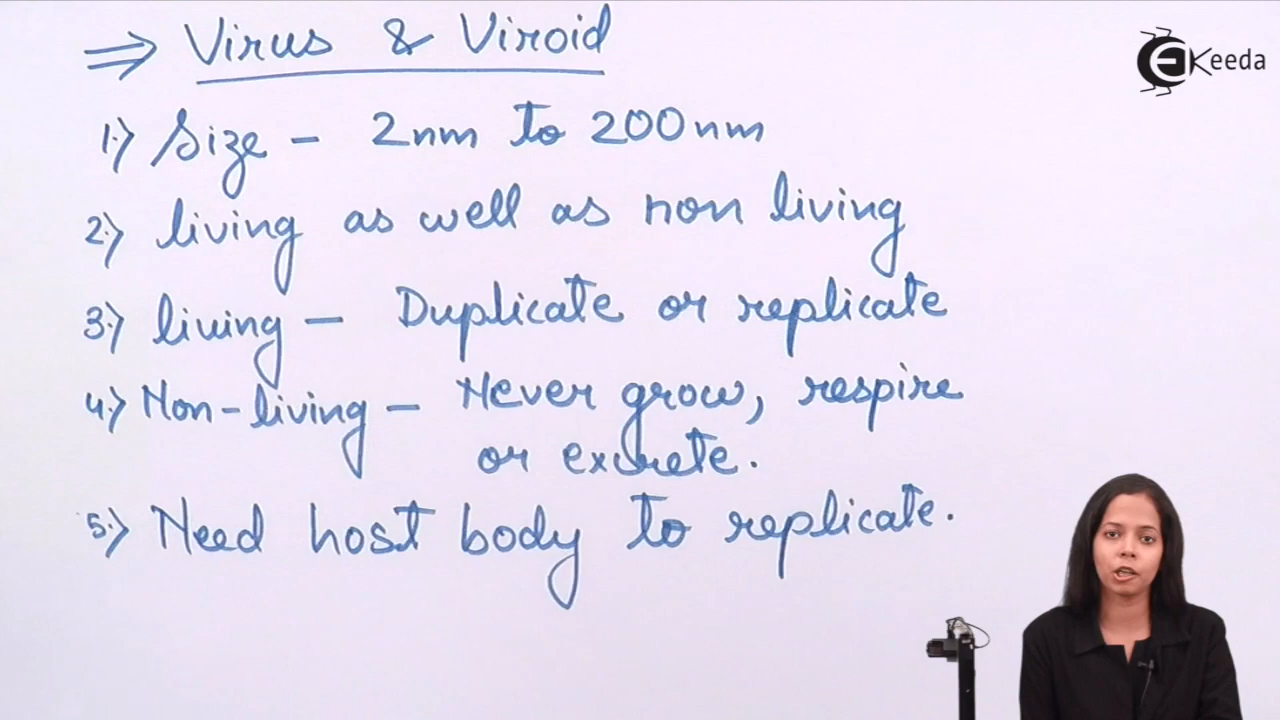 ⇒ Virus & Viroid
1.) Size - 2nm to 200nm
2.) living as well as non living
3.) living - Duplicate or replicate
4.) Non-living - Never grow, respire
or excrete.
5.) Need host body to replicate.
EKeeda